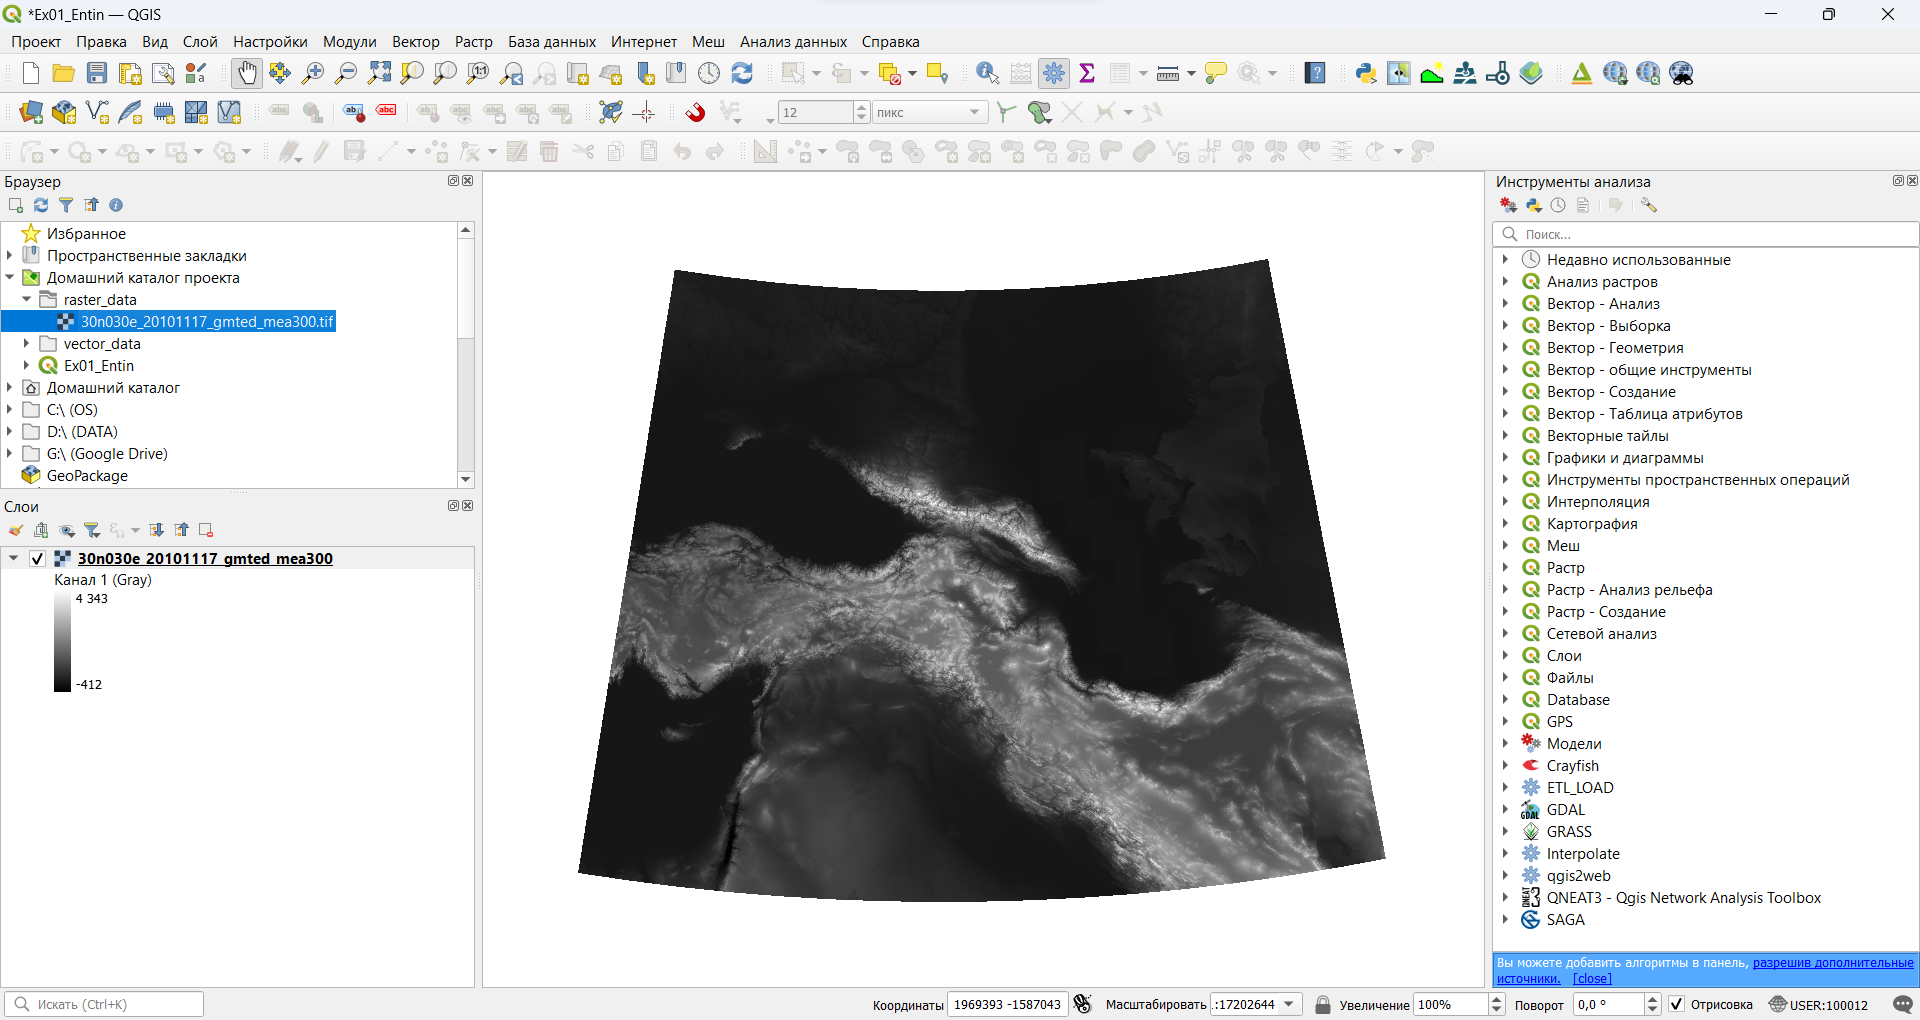 *Ex01_Entin — QGIS
Проект Правка Вид Слой Настройки Модули Вектор Растр База данных Интернет Меш Анализ данных Справка
1:1
abc ab abc 12 пикс
Браузер
Избранное
Пространственные закладки
Домашний каталог проекта
raster_data
30n030e_20101117_gmted_mea300.tif
vector_data
Ex01_Entin
Домашний каталог
C:\ (OS)
D:\ (DATA)
G:\ (Google Drive)
GeoPackage
Слои
30n030e_20101117_gmted_mea300
Канал 1 (Gray)
4 343
-412
Инструменты анализа
Поиск...
Недавно использованные
Анализ растров
Вектор - Анализ
Вектор - Выборка
Вектор - Геометрия
Вектор - общие инструменты
Вектор - Создание
Вектор - Таблица атрибутов
Векторные тайлы
Графики и диаграммы
Инструменты пространственных операций
Интерполяция
Картография
Меш
Растр
Растр - Анализ рельефа
Растр - Создание
Сетевой анализ
Слои
Файлы
Database
GPS
Модели
Crayfish
ETL_LOAD
GDAL
GRASS
Interpolate
qgis2web
QNEAT3 - Qgis Network Analysis Toolbox
SAGA
Вы можете добавить алгоритмы в панель, разрешив дополнительные
источники. [close]
Искать (Ctrl+K) Координаты 1969393 -1587043 Масштабировать :17202644 Увеличение 100% Поворот 0,0 ° Отрисовка USER:100012